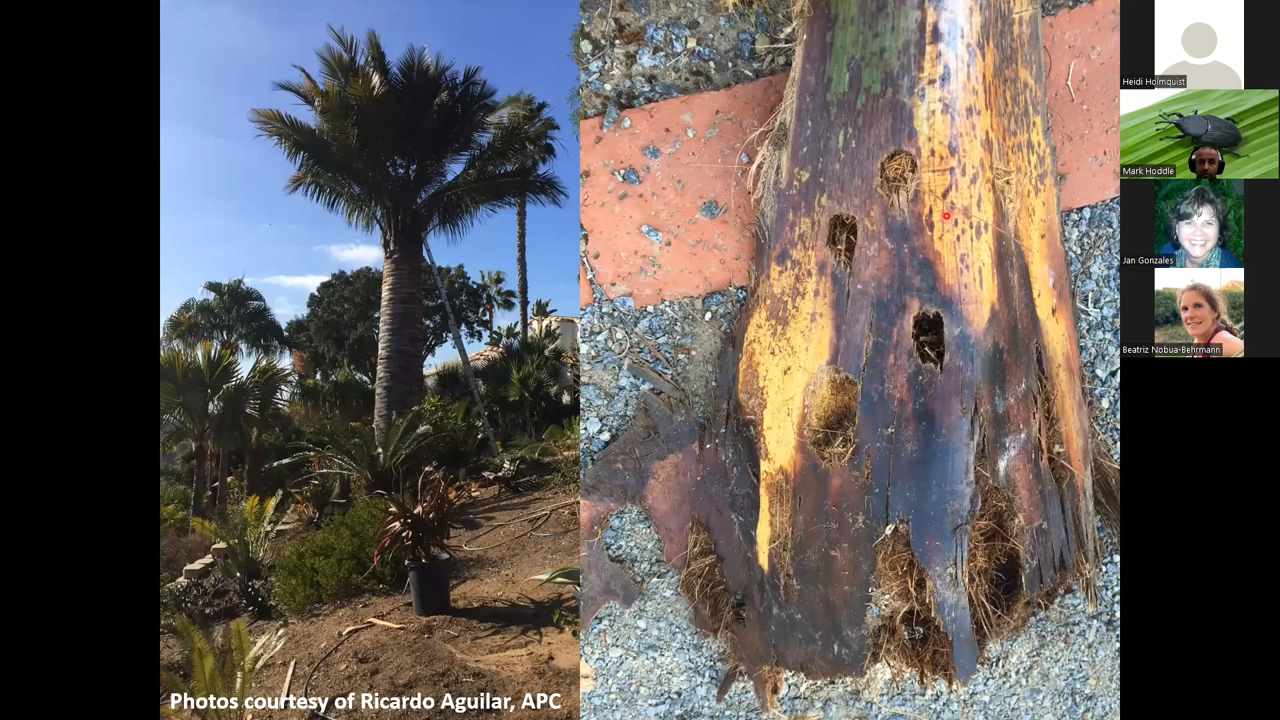 Photos courtesy of Ricardo Aguilar, APC
Heidi Holmquist
Mark Hoddle
Jan Gonzales
Beatriz Nobua-Behrmann